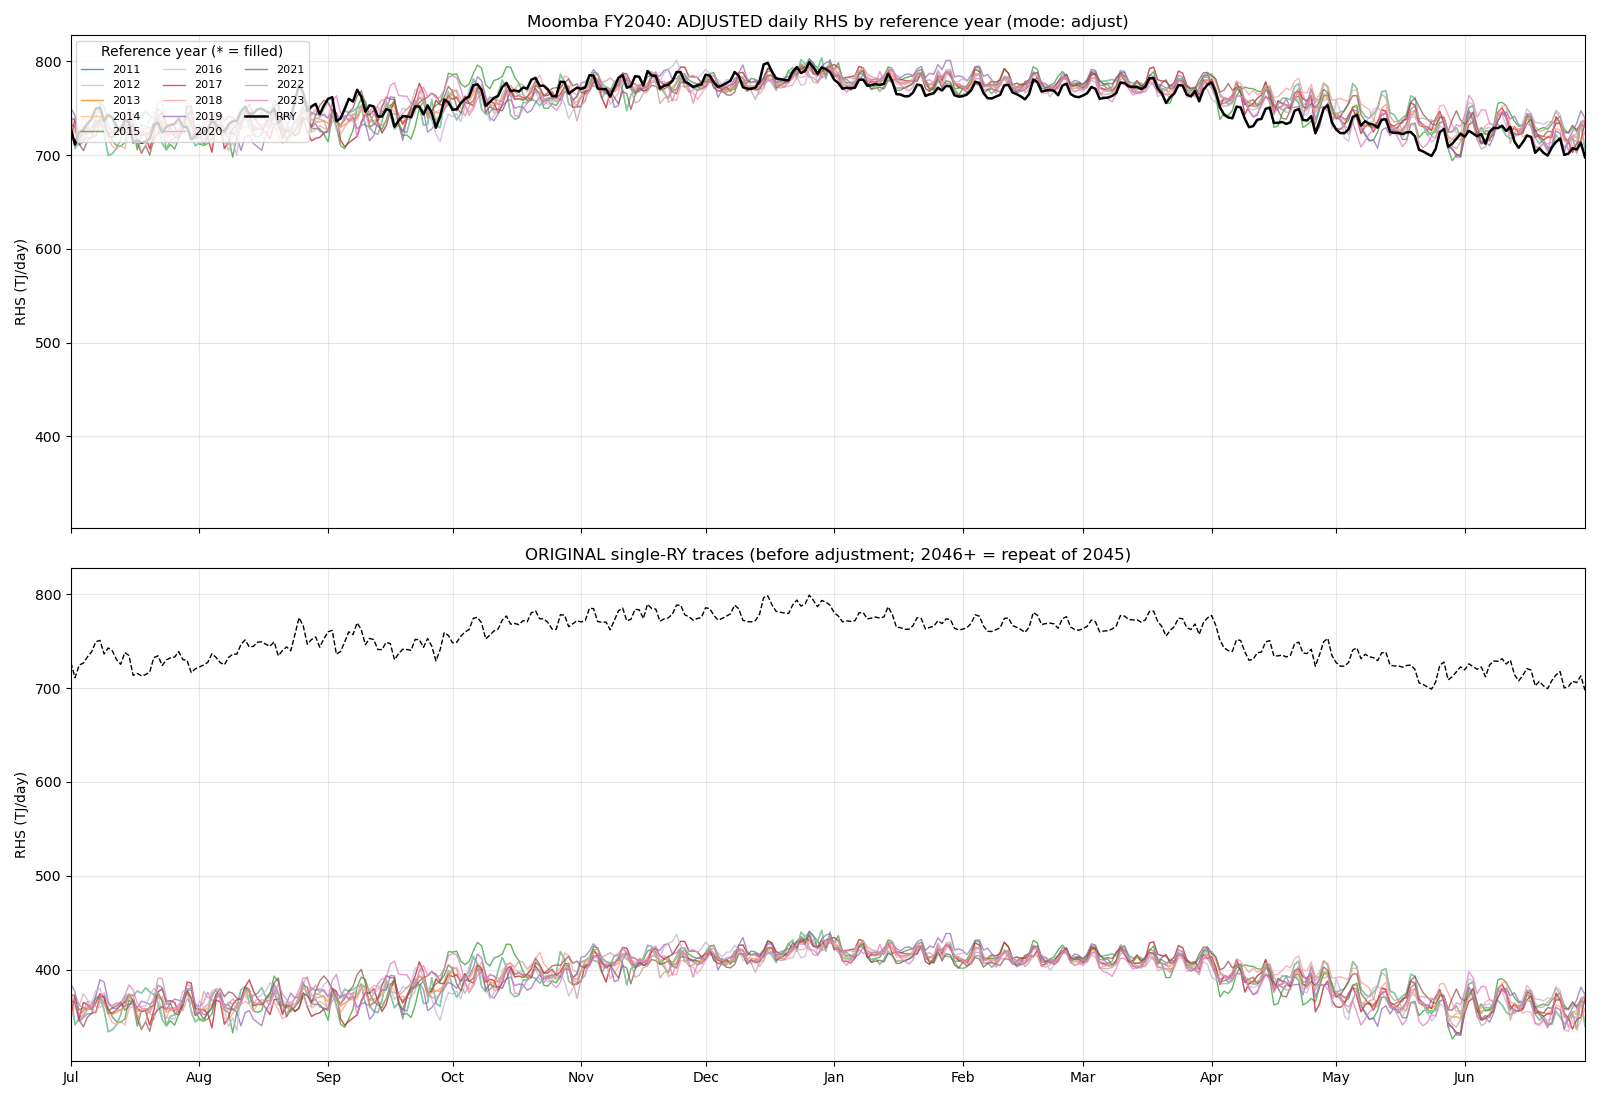 Moomba FY2040: ADJUSTED daily RHS by reference year (mode: adjust)
Reference year (* = filled)
2011 2016 2021
2012 2017 2022
2013 2018 2023
2014 2019 RRY
2015 2020
RHS (TJ/day)
800
700
600
500
400
ORIGINAL single-RY traces (before adjustment; 2046+ = repeat of 2045)
RHS (TJ/day)
800
700
600
500
400
Jul Aug Sep Oct Nov Dec Jan Feb Mar Apr May Jun